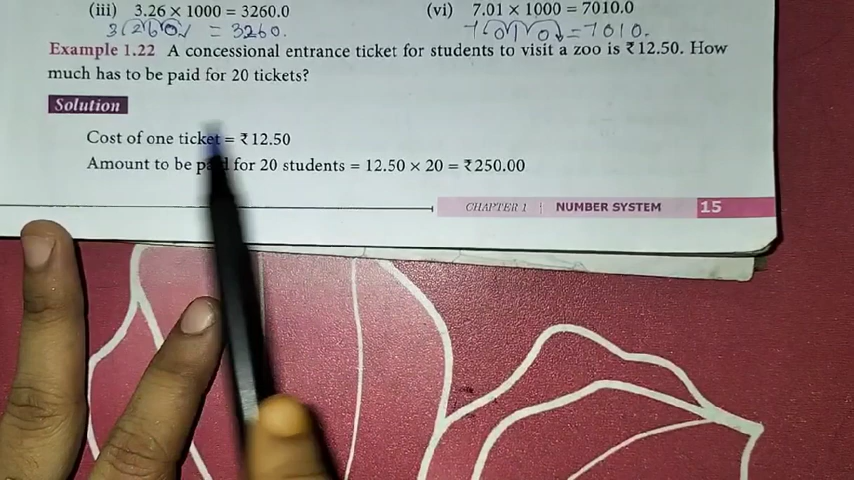 (iii) 3.26 × 1000 = 3260.0
(vi) 7.01 × 1000 = 7010.0
= 3260.
= 7010.
Example 1.22 A concessional entrance ticket for students to visit a zoo is ₹12.50. How
much has to be paid for 20 tickets?
Solution
Cost of one ticket = ₹12.50
Amount to be paid for 20 students = 12.50 × 20 = ₹250.00
CHAPTER 1 | NUMBER SYSTEM 15